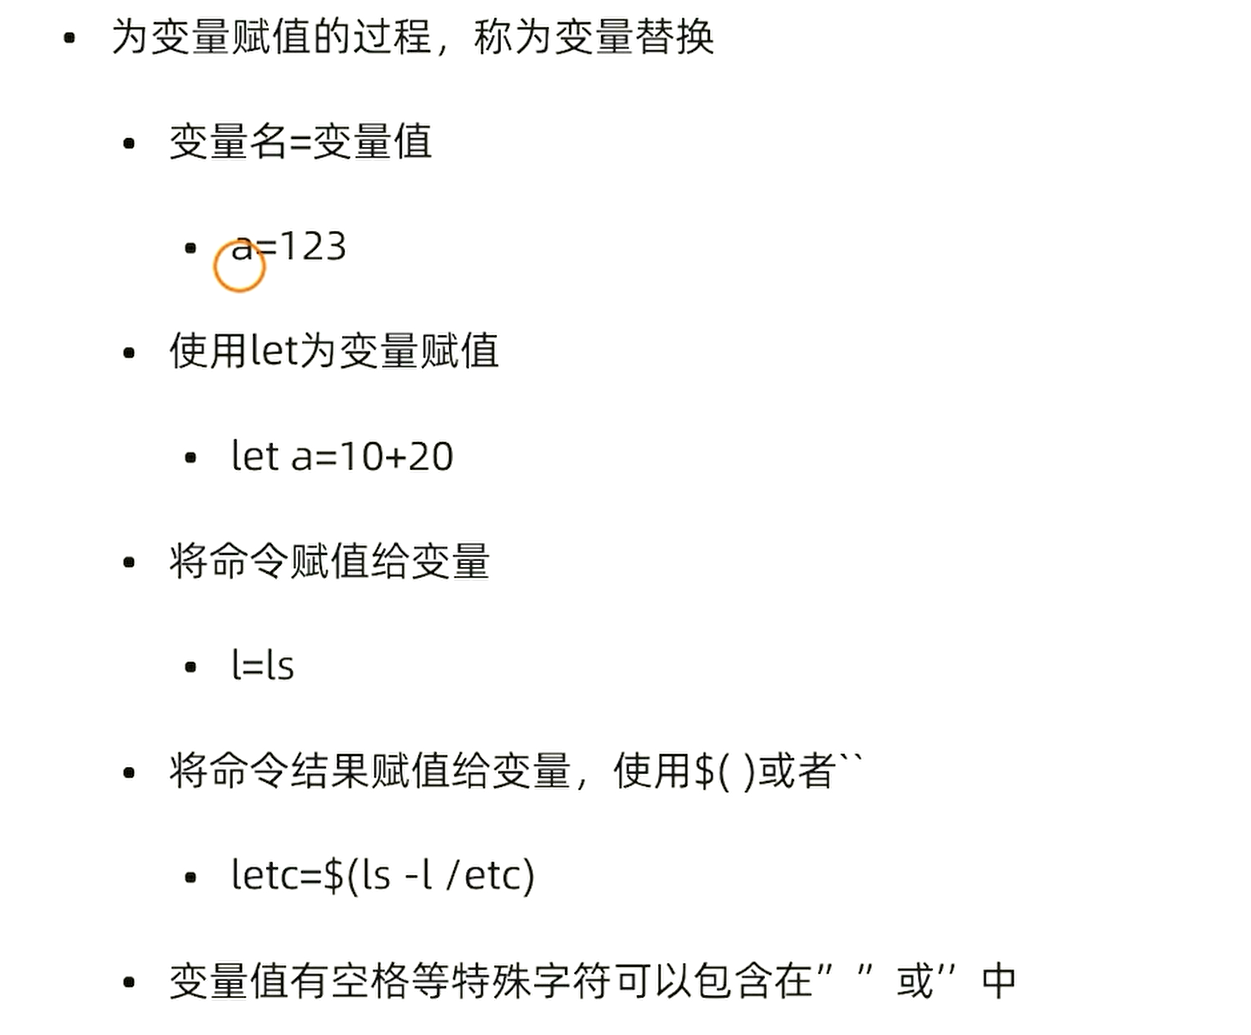 为变量赋值的过程，称为变量替换
变量名=变量值
a=123
使用let为变量赋值
let a=10+20
将命令赋值给变量
l=ls
将命令结果赋值给变量，使用$( )或者``
letc=$(ls -l /etc)
变量值有空格等特殊字符可以包含在” ” 或’’ 中